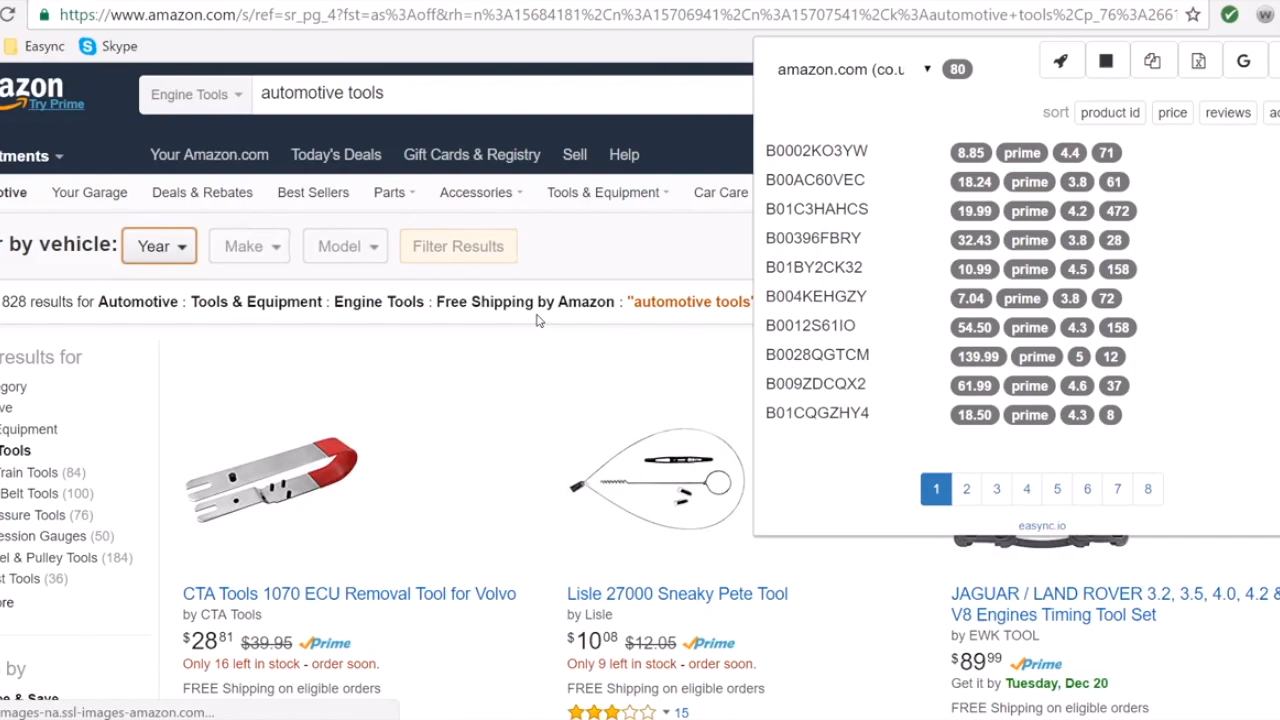 https://www.amazon.com/s/ref=sr_pg_4?fst=as%3Aoff&rh=n%3A15684181%2Cn%3A15706941%2Cn%3A15707541%2Ck%3Aautomotive+tools%2Cp_76%3A2661
Easync Skype
azon
Try Prime
Engine Tools automotive tools
tments Your Amazon.com Today's Deals Gift Cards & Registry Sell Help
otive Your Garage Deals & Rebates Best Sellers Parts Accessories Tools & Equipment Car Care
r by vehicle: Year Make Model Filter Results
828 results for Automotive : Tools & Equipment : Engine Tools : Free Shipping by Amazon : "automotive tools"
amazon.com (co.u 80 G
sort product id price reviews
B0002KO3YW 8.85 prime 4.4 71
B00AC60VEC 18.24 prime 3.8 61
B01C3HAHCS 19.99 prime 4.2 472
B00396FBRY 32.43 prime 3.8 28
B01BY2CK32 10.99 prime 4.5 158
B004KEHGZY 7.04 prime 3.8 72
B0012S61IO 54.50 prime 4.3 158
B0028QGTCM 139.99 prime 5 12
B009ZDCQX2 61.99 prime 4.6 37
B01CQGZHY4 18.50 prime 4.3 8
1 2 3 4 5 6 7 8
easync.io
results for
gory
ve
Equipment
Tools
Train Tools (84)
Belt Tools (100)
ssure Tools (76)
ession Gauges (50)
el & Pulley Tools (184)
st Tools (36)
ore
by
e & Save
CTA Tools 1070 ECU Removal Tool for Volvo
by CTA Tools
$28 81 $39.95 Prime
Only 16 left in stock - order soon.
FREE Shipping on eligible orders
Lisle 27000 Sneaky Pete Tool
by Lisle
$10 08 $12.05 Prime
Only 9 left in stock - order soon.
FREE Shipping on eligible orders
15
JAGUAR / LAND ROVER 3.2, 3.5, 4.0, 4.2 &
V8 Engines Timing Tool Set
by EWK TOOL
$89 99 Prime
Get it by Tuesday, Dec 20
FREE Shipping on eligible orders
mages-na.ssl-images-amazon.com...